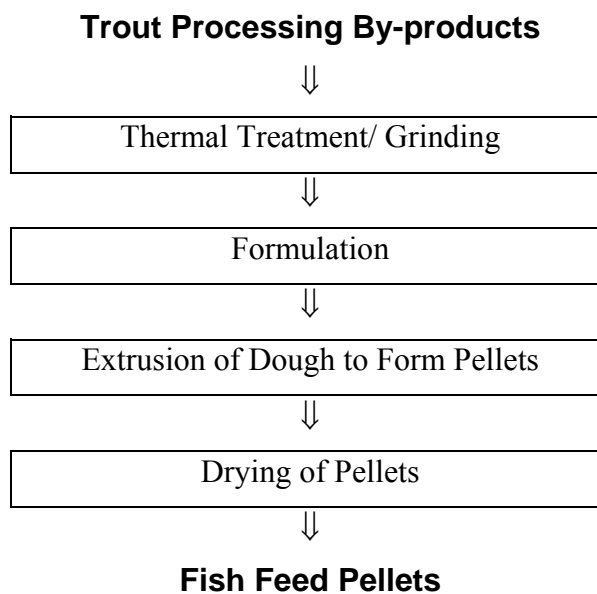 Trout Processing By-products
⇓
Thermal Treatment/ Grinding
⇓
Formulation
⇓
Extrusion of Dough to Form Pellets
⇓
Drying of Pellets
⇓
Fish Feed Pellets